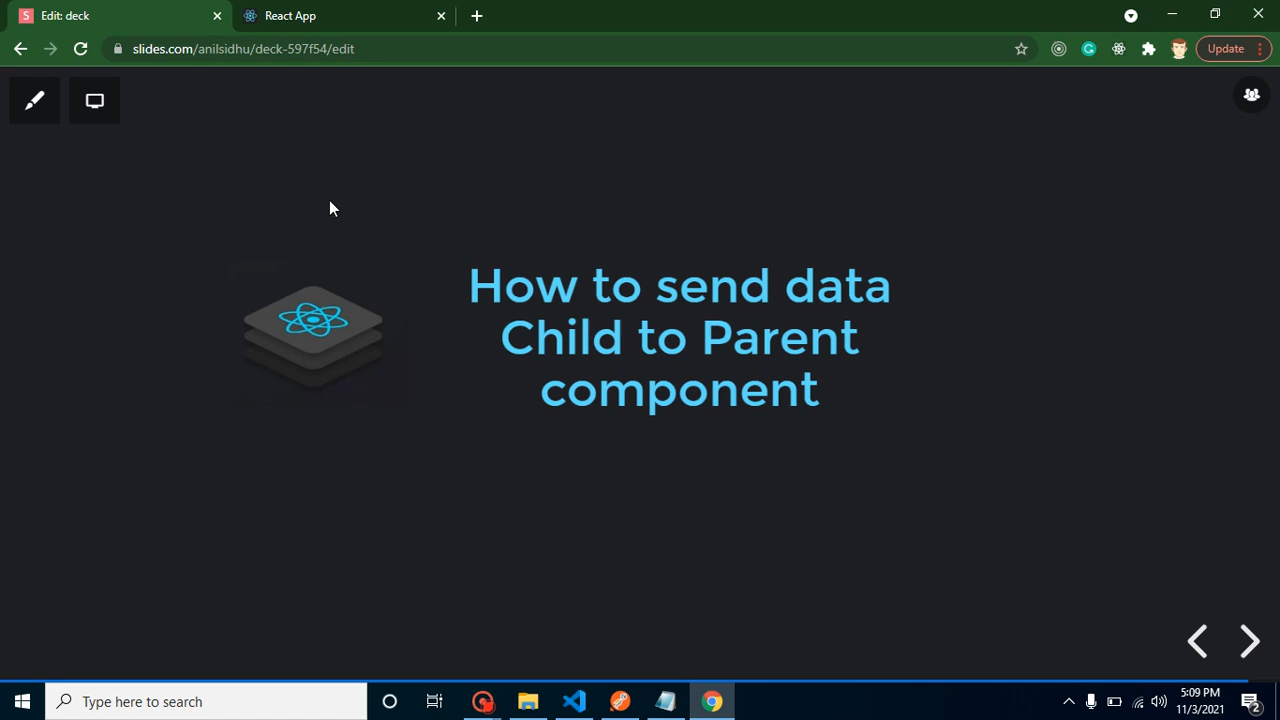 Edit: deck
React App
slides.com/anilsidhu/deck-597f54/edit
Update
How to send data
Child to Parent
component
Type here to search
5:09 PM
11/3/2021
2